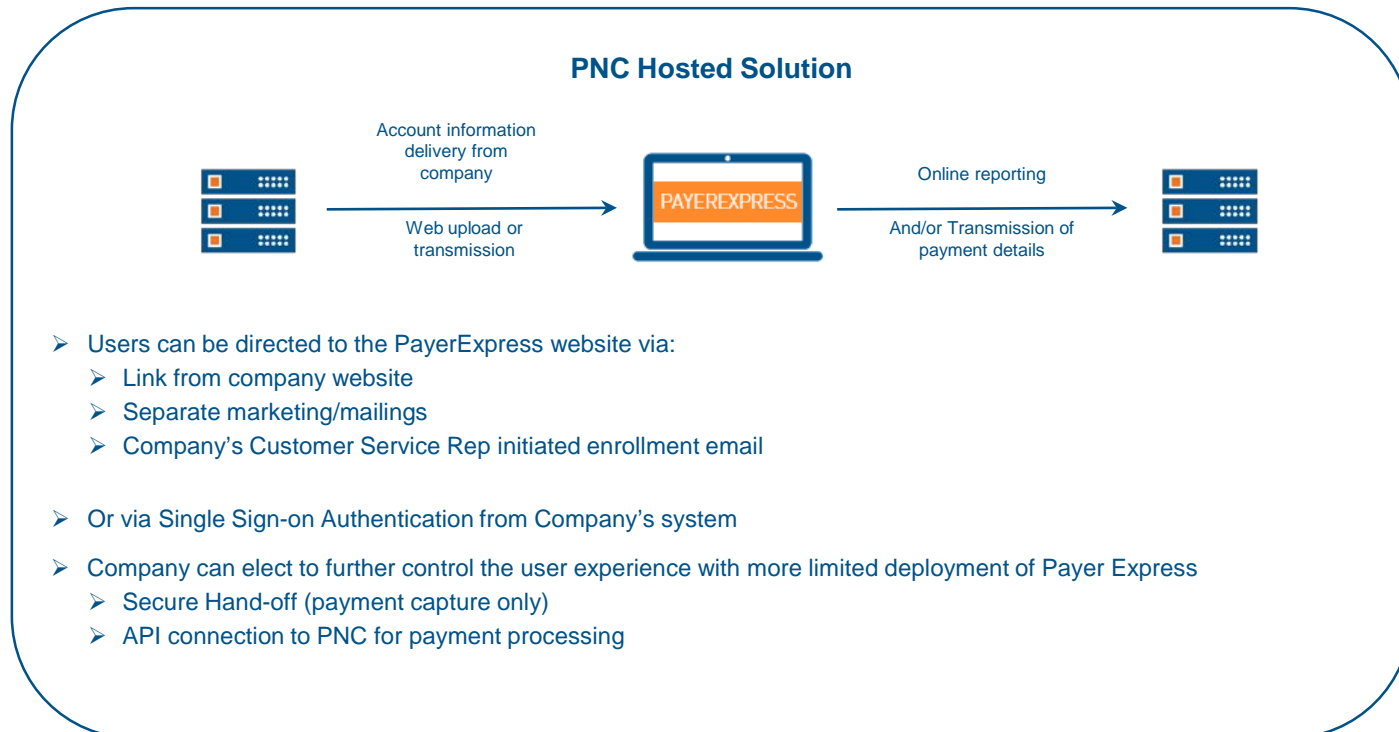 PNC Hosted Solution
Account information
delivery from
company
Web upload or
transmission
PAYEREXPRESS
Online reporting
And/or Transmission of
payment details
➢ Users can be directed to the PayerExpress website via:
➢ Link from company website
➢ Separate marketing/mailings
➢ Company’s Customer Service Rep initiated enrollment email
➢ Or via Single Sign-on Authentication from Company’s system
➢ Company can elect to further control the user experience with more limited deployment of Payer Express
➢ Secure Hand-off (payment capture only)
➢ API connection to PNC for payment processing